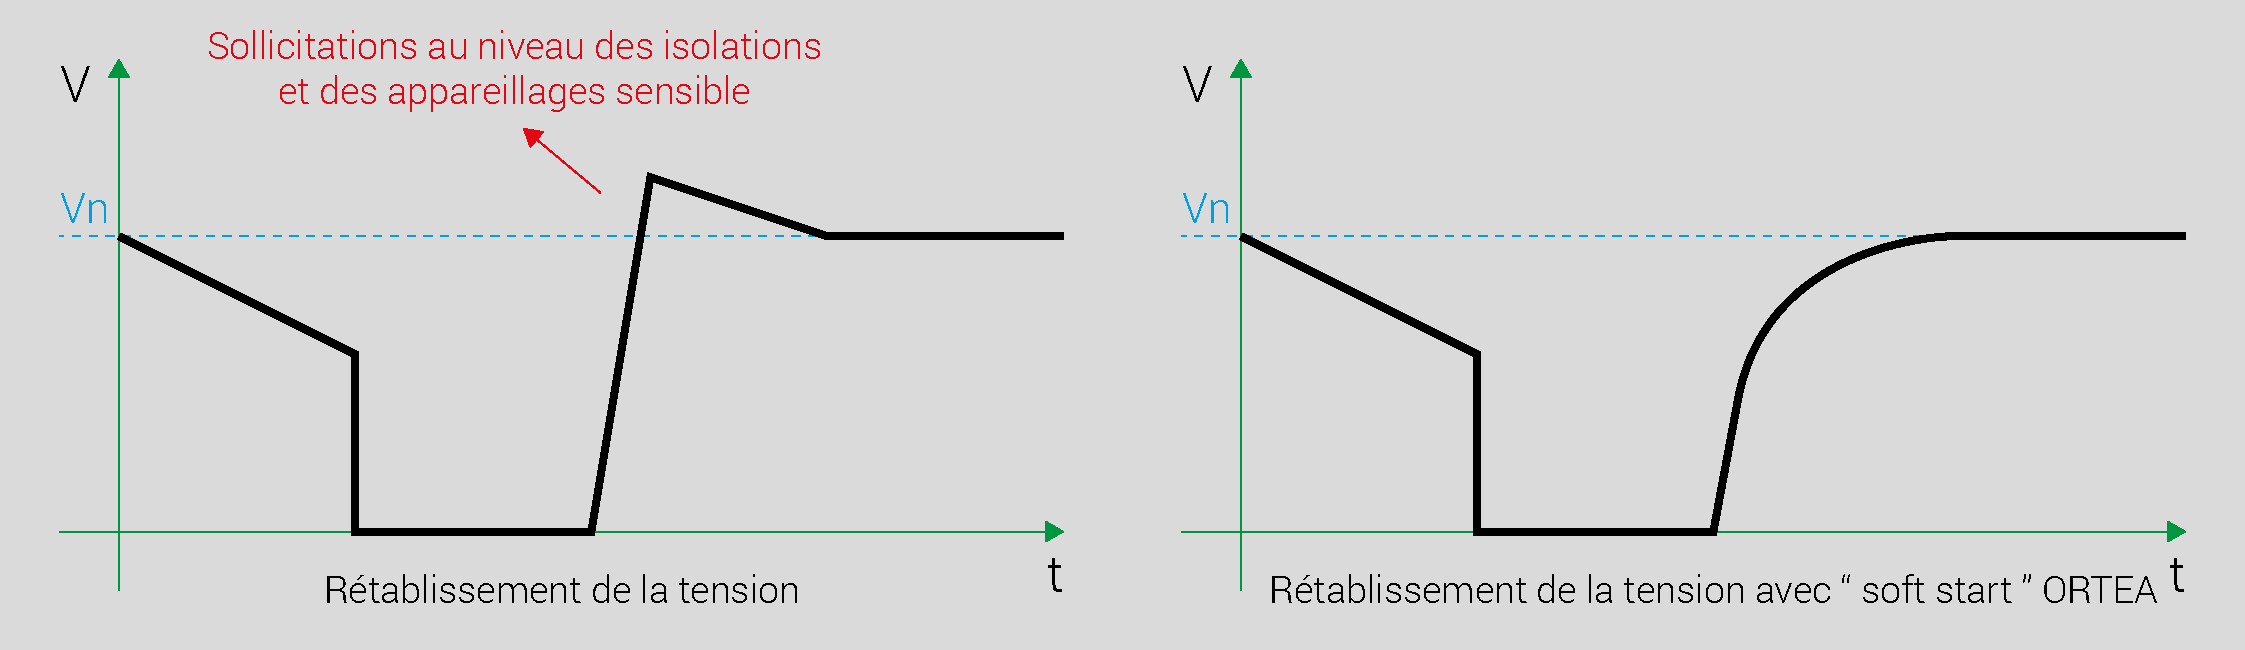 Sollicitations au niveau des isolations
et des appareillages sensible
V
Vn
t
Rétablissement de la tension
V
Vn
t
Rétablissement de la tension avec “ soft start ” ORTEA